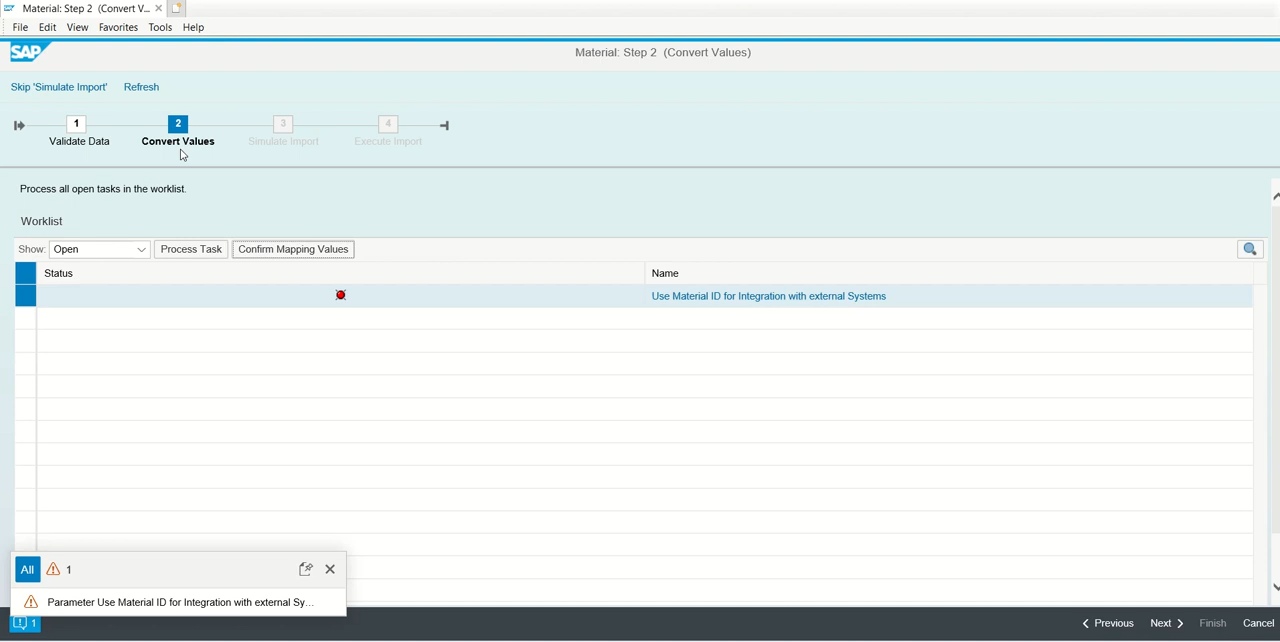 Material: Step 2 (Convert V...
File Edit View Favorites Tools Help
SAP
Material: Step 2 (Convert Values)
Skip 'Simulate Import' Refresh
1 2 3 4
Validate Data Convert Values Simulate Import Execute Import
Process all open tasks in the worklist.
Worklist
Show: Open Process Task Confirm Mapping Values
Status Name
Use Material ID for Integration with external Systems
All 1
Parameter Use Material ID for Integration with external Sy...
1 Previous Next Finish Cancel